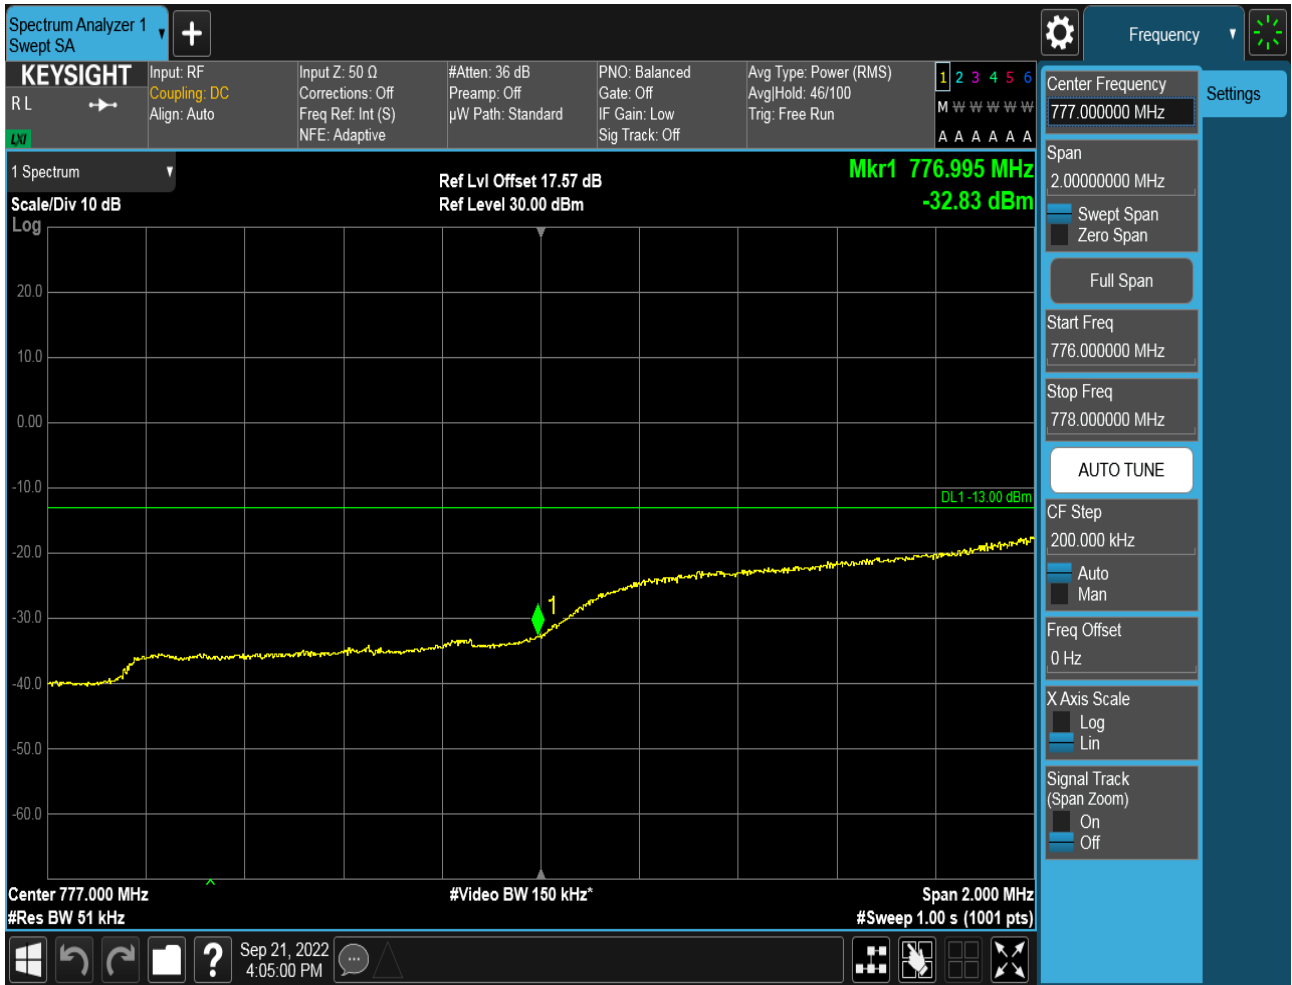 Spectrum Analyzer 1
Swept SA
Frequency
KEYSIGHT
R L
LXI
Input: RF
Coupling: DC
Align: Auto
Input Z: 50 Ω
Corrections: Off
Freq Ref: Int (S)
NFE: Adaptive
#Atten: 36 dB
Preamp: Off
µW Path: Standard
PNO: Balanced
Gate: Off
IF Gain: Low
Sig Track: Off
Avg Type: Power (RMS)
Avg|Hold: 46/100
Trig: Free Run
1 2 3 4 5 6
M W W W W W
A A A A A A
1 Spectrum
Scale/Div 10 dB
Log
Ref Lvl Offset 17.57 dB
Ref Level 30.00 dBm
Mkr1 776.995 MHz
-32.83 dBm
20.0
10.0
0.00
-10.0
DL1 -13.00 dBm
-20.0
-30.0
1
-40.0
-50.0
-60.0
Center 777.000 MHz
#Video BW 150 kHz*
Span 2.000 MHz
#Res BW 51 kHz
#Sweep 1.00 s (1001 pts)
Sep 21, 2022
4:05:00 PM
Center Frequency
777.000000 MHz
Settings
Span
2.00000000 MHz
Swept Span
Zero Span
Full Span
Start Freq
776.000000 MHz
Stop Freq
778.000000 MHz
AUTO TUNE
CF Step
200.000 kHz
Auto
Man
Freq Offset
0 Hz
X Axis Scale
Log
Lin
Signal Track
(Span Zoom)
On
Off